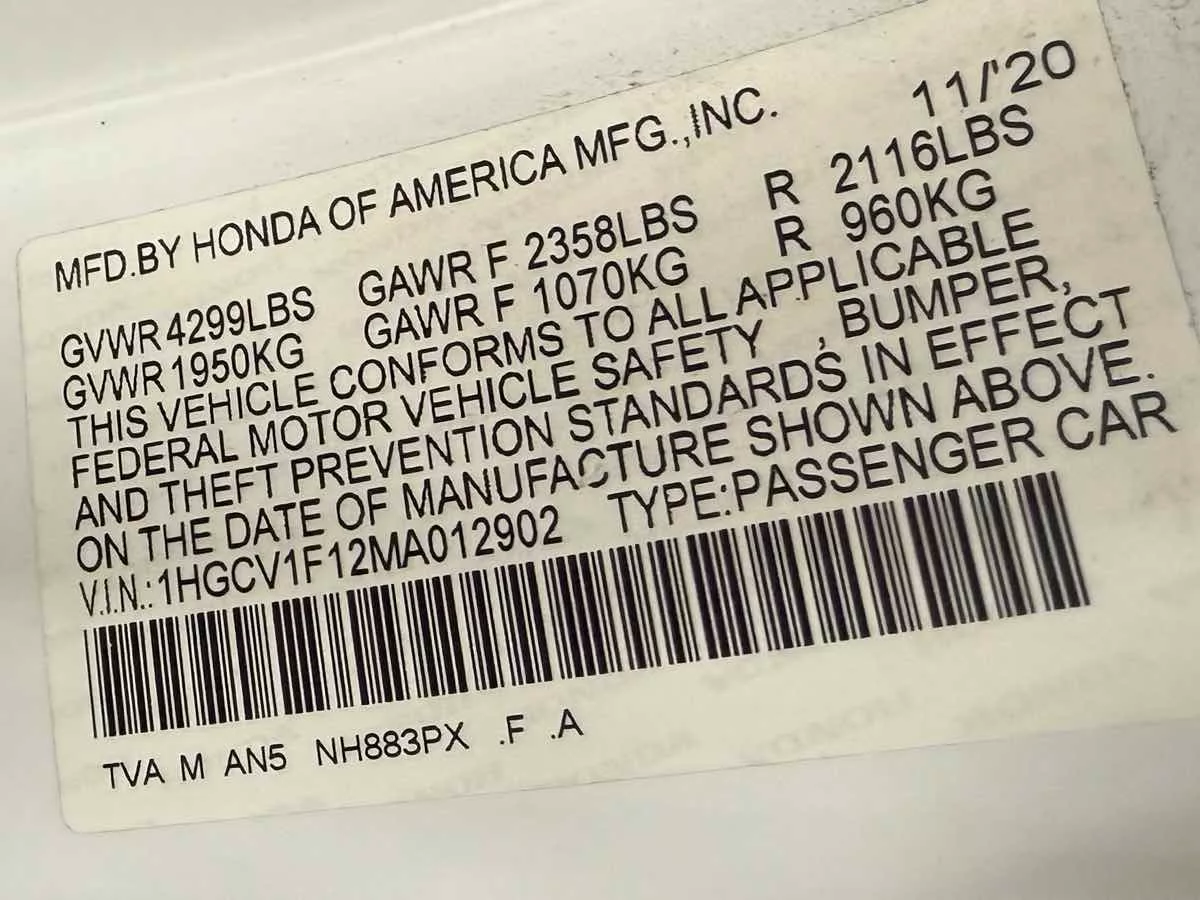 MFD.BY HONDA OF AMERICA MFG.,INC. 11/'20
GVWR 4299LBS GAWR F 2358LBS R 2116LBS
GVWR 1950KG GAWR F 1070KG R 960KG
THIS VEHICLE CONFORMS TO ALL APPLICABLE
FEDERAL MOTOR VEHICLE SAFETY , BUMPER,
AND THEFT PREVENTION STANDARDS IN EFFECT
ON THE DATE OF MANUFACTURE SHOWN ABOVE.
V.I.N.: 1HGCV1F12MA012902 TYPE:PASSENGER CAR
TVA M AN5 NH883PX .F .A